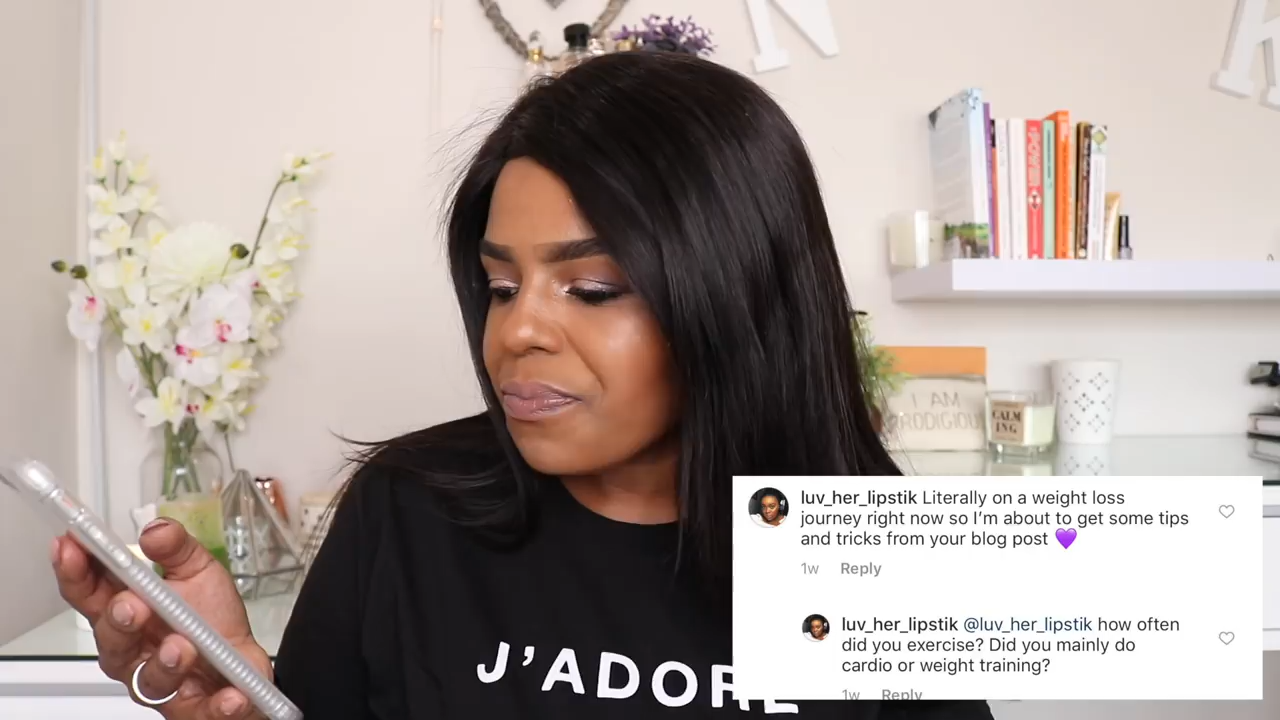 N
A
I AM
PRODIGIOU
CALM
ING
J'ADORE
luv_her_lipstik Literally on a weight loss
journey right now so I'm about to get some tips
and tricks from your blog post 💜
1w Reply
luv_her_lipstik @luv_her_lipstik how often
did you exercise? Did you mainly do
cardio or weight training?
1w Reply